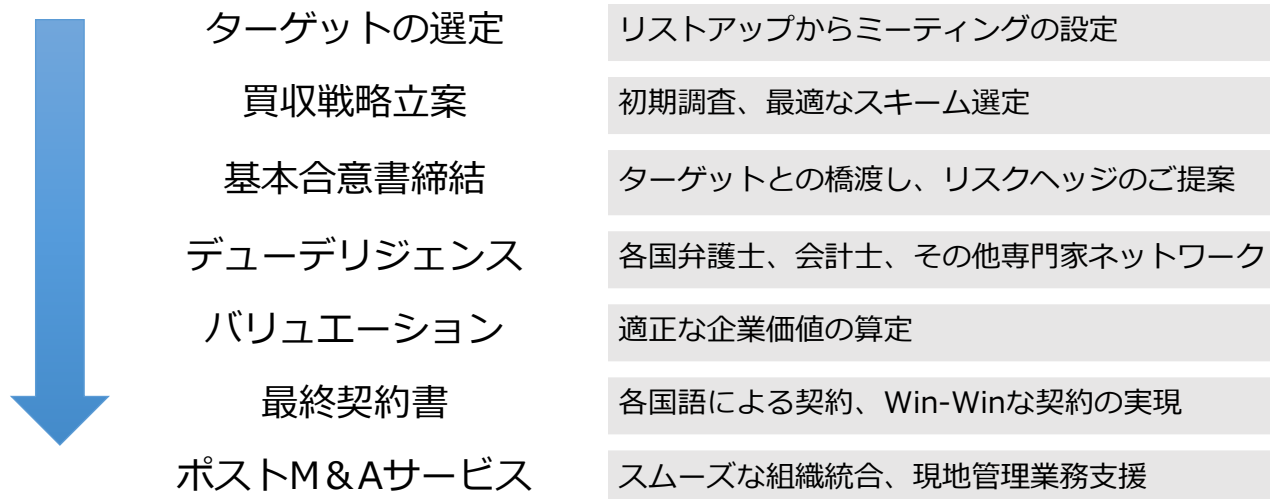 ターゲットの選定
リストアップからミーティングの設定
買収戦略立案
初期調査、最適なスキーム選定
基本合意書締結
ターゲットとの橋渡し、リスクヘッジのご提案
デューデリジェンス
各国弁護士、会計士、その他専門家ネットワーク
バリュエーション
適正な企業価値の算定
最終契約書
各国語による契約、Win-Winな契約の実現
ポストM&Aサービス
スムーズな組織統合、現地管理業務支援